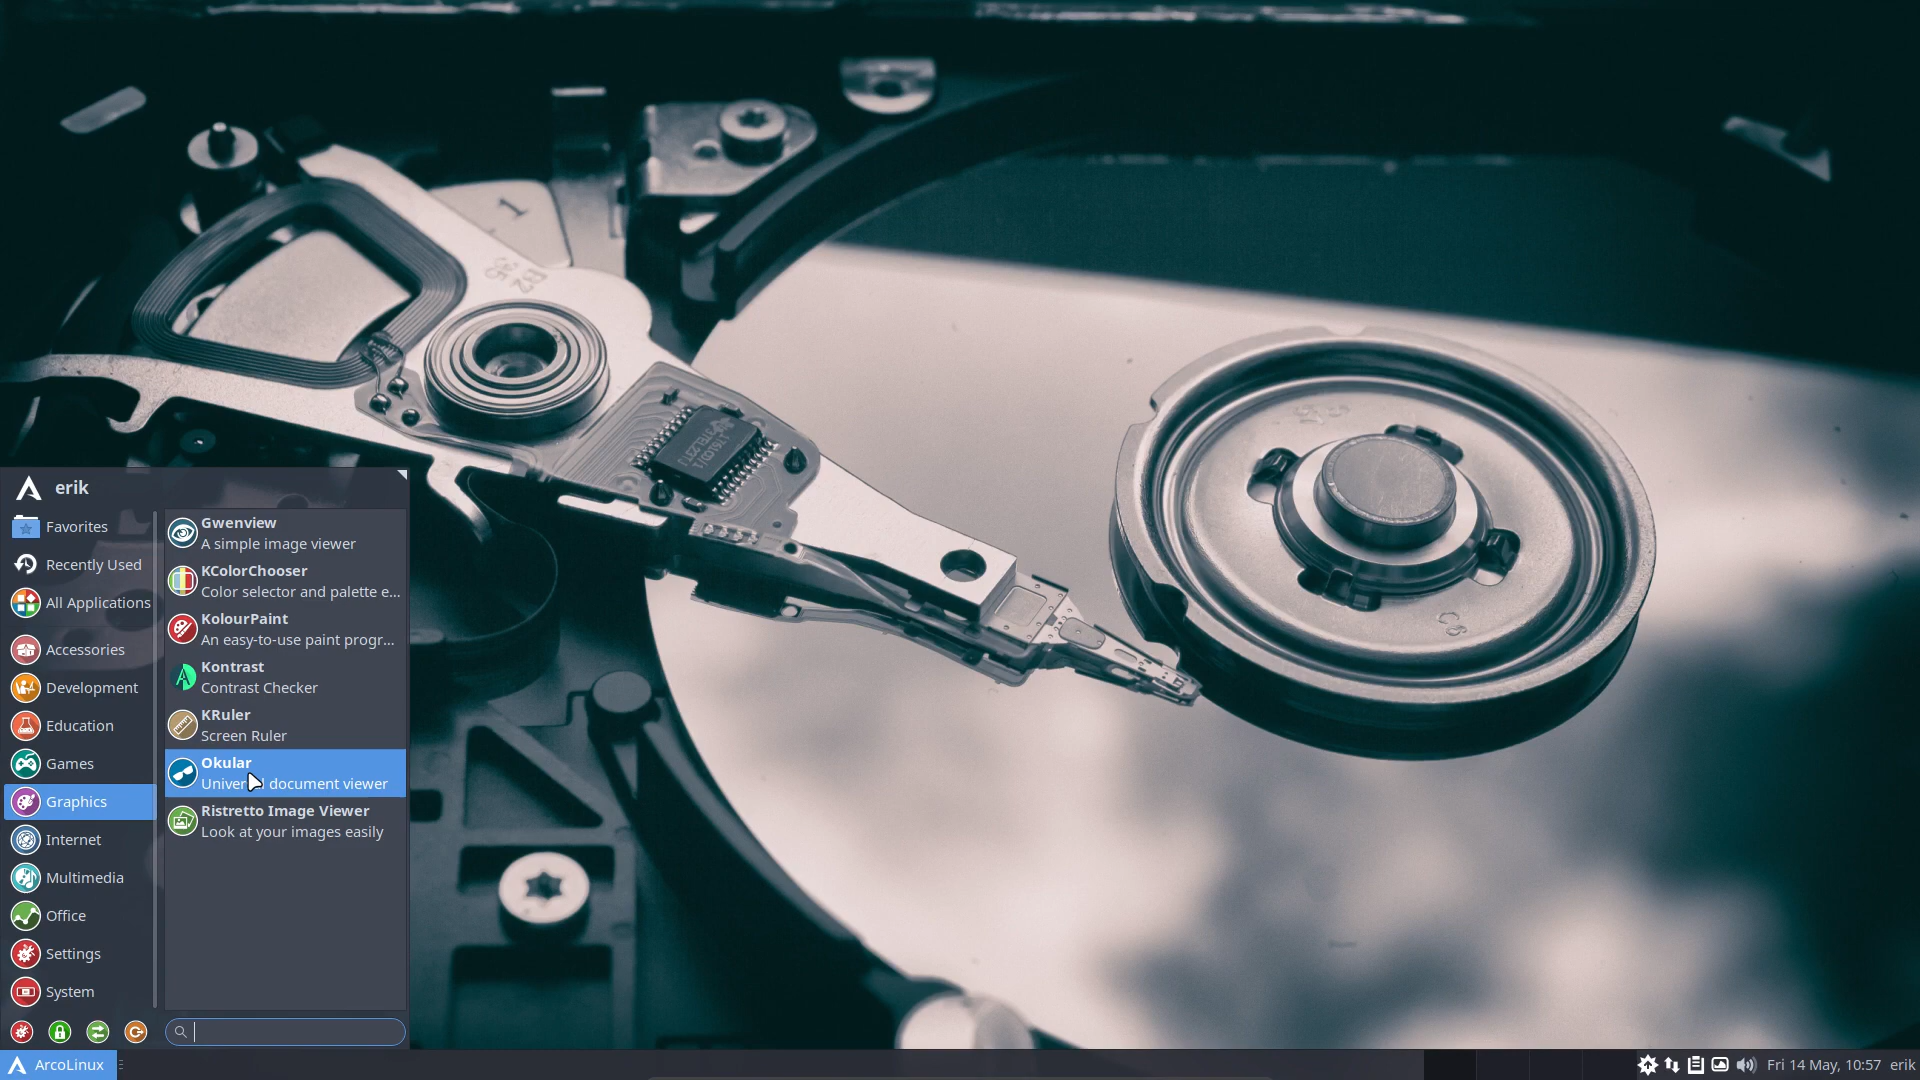 1
erik
Favorites
Recently Used
All Applications
Accessories
Development
Education
Games
Graphics
Internet
Multimedia
Office
Settings
System
Gwenview
A simple image viewer
KColorChooser
Color selector and palette e...
KolourPaint
An easy-to-use paint progr...
Kontrast
Contrast Checker
KRuler
Screen Ruler
Okular
document viewer
Ristretto Image Viewer
Look at your images easily
ArcoLinux
Fri 14 May, 10:57 erik